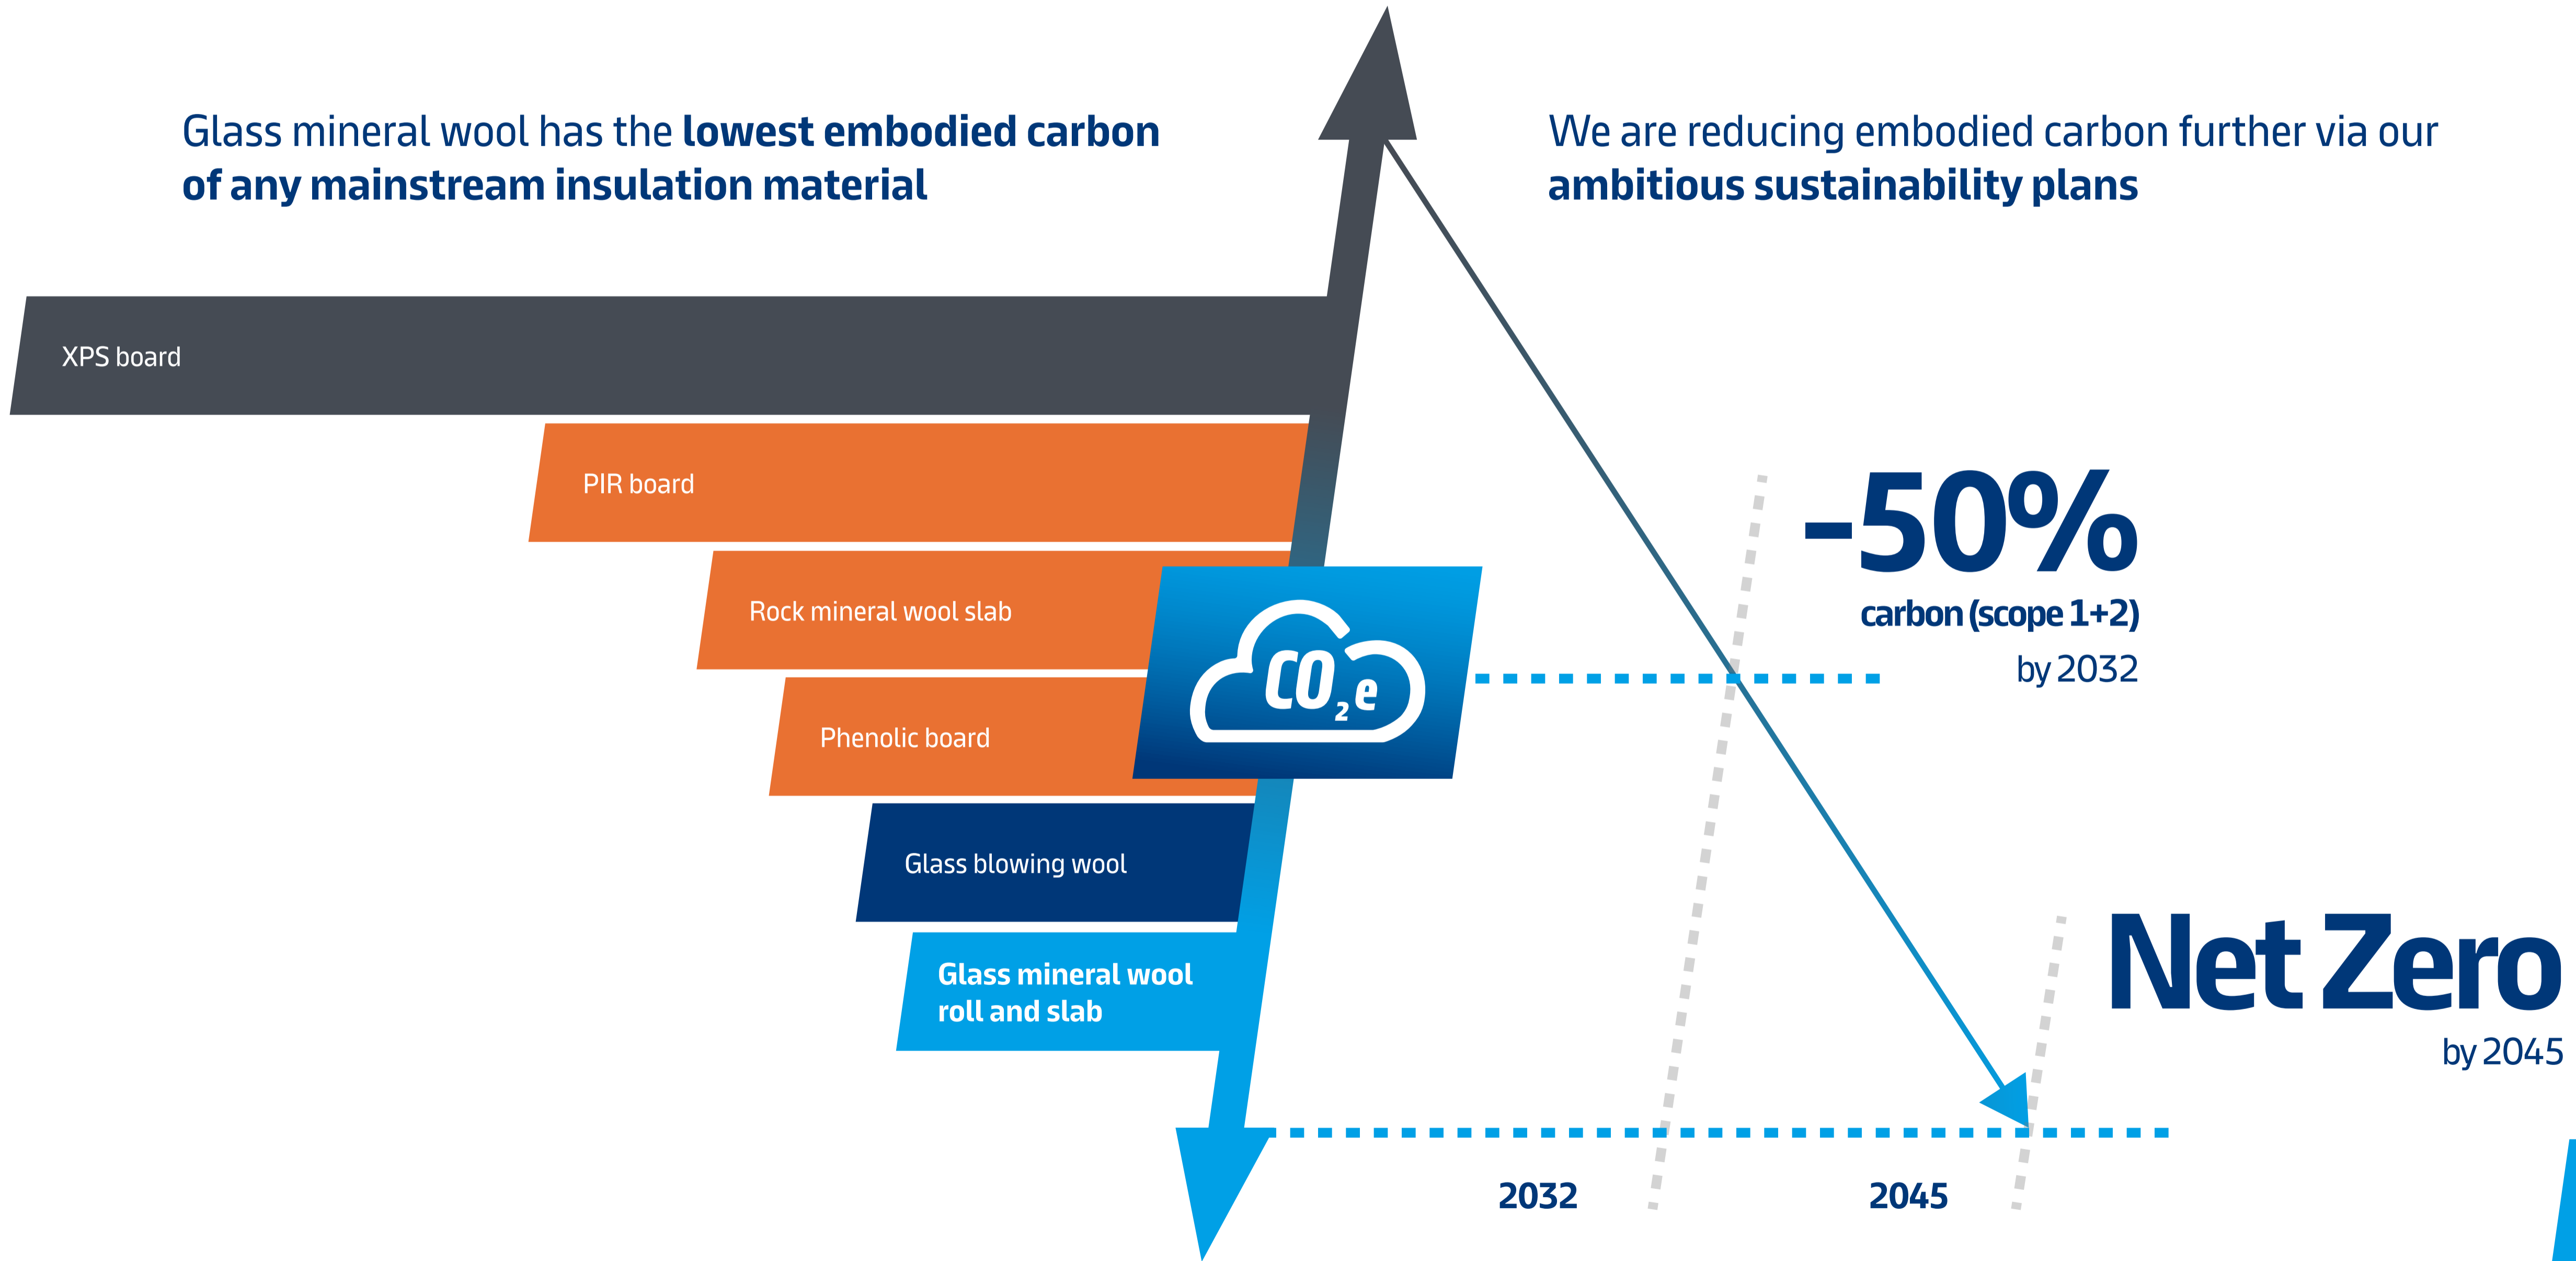 Glass mineral wool has the lowest embodied carbon
of any mainstream insulation material
We are reducing embodied carbon further via our
ambitious sustainability plans
XPS board
PIR board
Rock mineral wool slab
Phenolic board
Glass blowing wool
Glass mineral wool
roll and slab
CO₂e
-50%
carbon (scope 1+2)
by 2032
Net Zero
by 2045
2032
2045